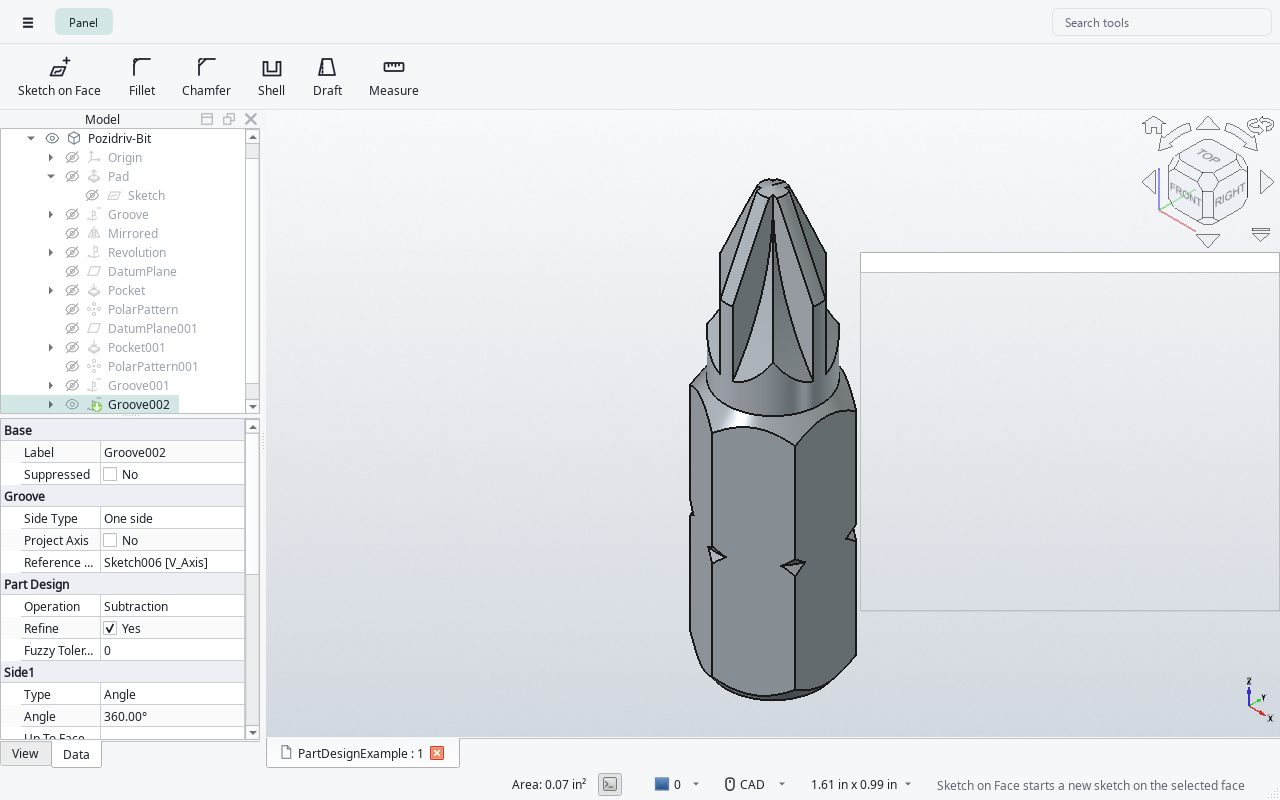 Panel
Search tools
Sketch on Face
Fillet
Chamfer
Shell
Draft
Measure
Model
Pozidriv-Bit
Origin
Pad
Sketch
Groove
Mirrored
Revolution
DatumPlane
Pocket
PolarPattern
DatumPlane001
Pocket001
PolarPattern001
Groove001
Groove002
Base
Label Groove002
Suppressed No
Groove
Side Type One side
Project Axis No
Reference ... Sketch006 [V_Axis]
Part Design
Operation Subtraction
Refine Yes
Fuzzy Toler... 0
Side1
Type Angle
Angle 360.00°
View
Data
TOP
FRONT
RIGHT
Z
Y
X
PartDesignExample : 1
Area: 0.07 in²
0
CAD
1.61 in x 0.99 in
Sketch on Face starts a new sketch on the selected face